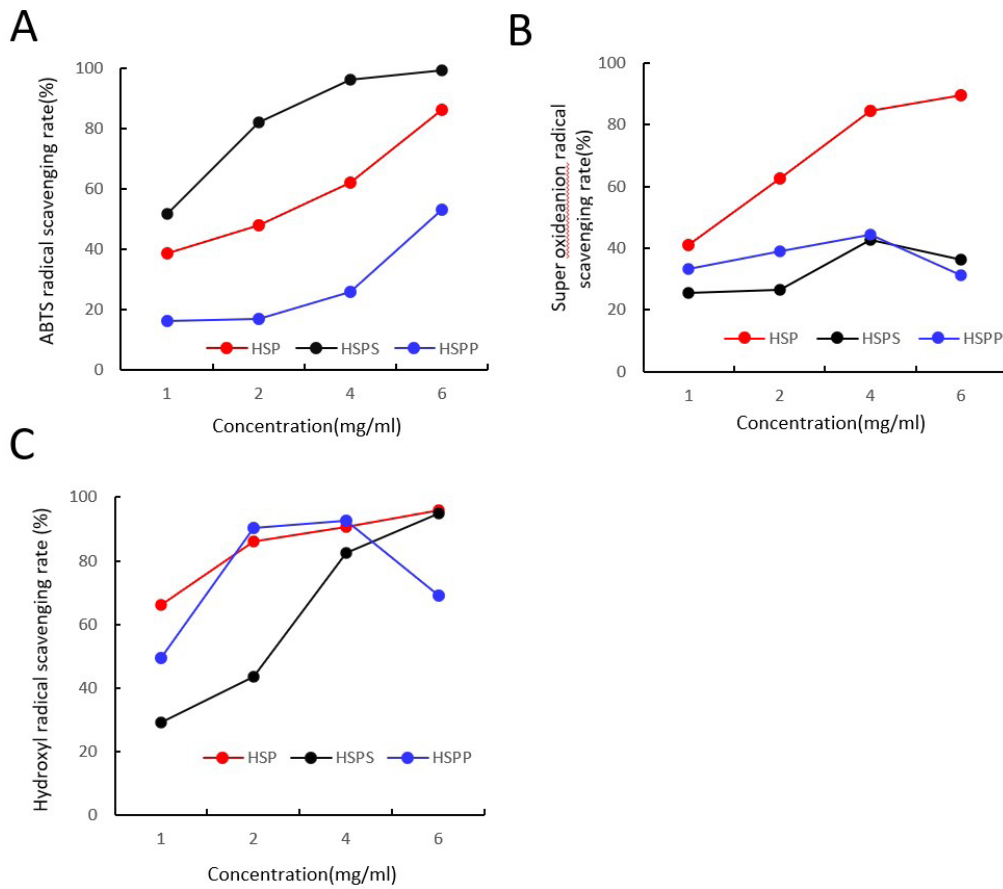 A
ABTS radical scavenging rate(%)
100
80
60
40
20
0
HSP HSPS HSPP
1 2 4 6
Concentration(mg/ml)
B
Super oxideanion radical
scavenging rate(%)
100
80
60
40
20
0
HSP HSPS HSPP
1 2 4 6
Concentration(mg/ml)
C
Hydroxyl radical scavenging rate (%)
100
80
60
40
20
0
HSP HSPS HSPP
1 2 4 6
Concentration(mg/ml)